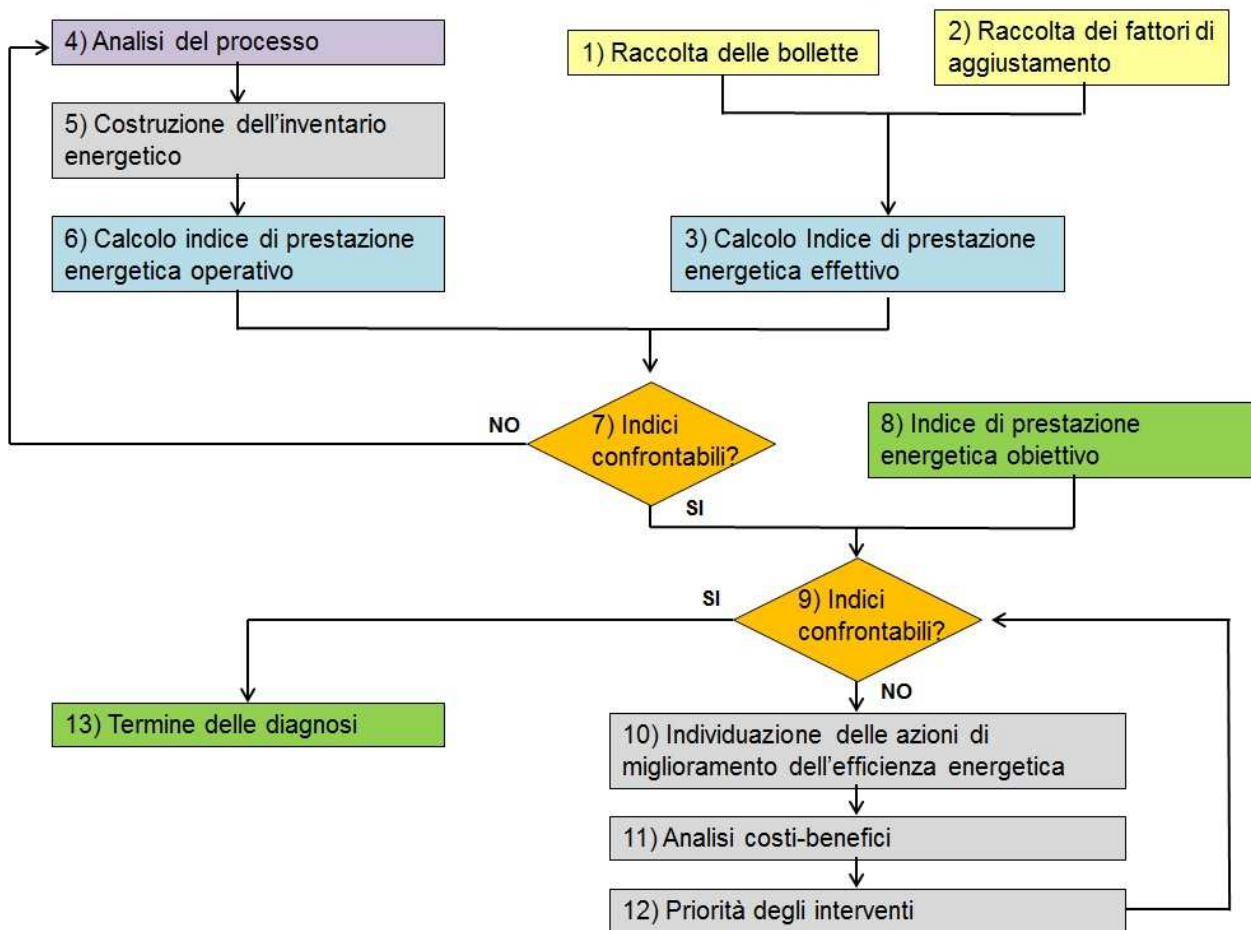 4) Analisi del processo
1) Raccolta delle bollette
2) Raccolta dei fattori di
aggiustamento
5) Costruzione dell'inventario
energetico
6) Calcolo indice di prestazione
energetica operativo
3) Calcolo Indice di prestazione
energetica effettivo
NO
7) Indici
confrontabili?
SI
8) Indice di prestazione
energetica obiettivo
SI
9) Indici
confrontabili?
NO
13) Termine delle diagnosi
10) Individuazione delle azioni di
miglioramento dell'efficienza energetica
11) Analisi costi-benefici
12) Priorità degli interventi